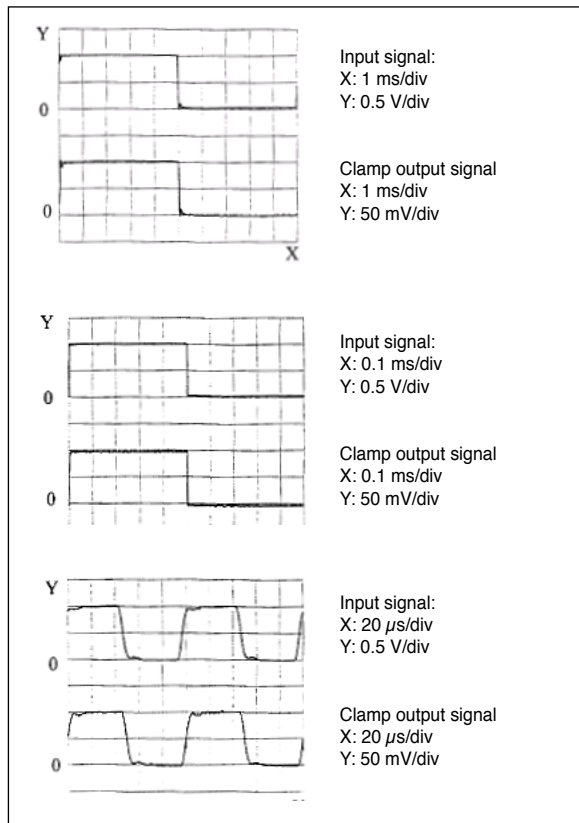 Y
Input signal:
X: 1 ms/div
Y: 0.5 V/div
0
Clamp output signal
X: 1 ms/div
Y: 50 mV/div
0
X
Y
Input signal:
X: 0.1 ms/div
Y: 0.5 V/div
0
Clamp output signal
X: 0.1 ms/div
Y: 50 mV/div
0
Y
Input signal:
X: 20 µs/div
Y: 0.5 V/div
0
Clamp output signal
X: 20 µs/div
Y: 50 mV/div
0